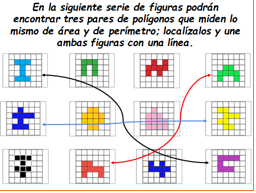 En la siguiente serie de figuras podrán
encontrar tres pares de polígonos que miden lo
mismo de área y de perímetro; localízalos y une
ambas figuras con una línea.